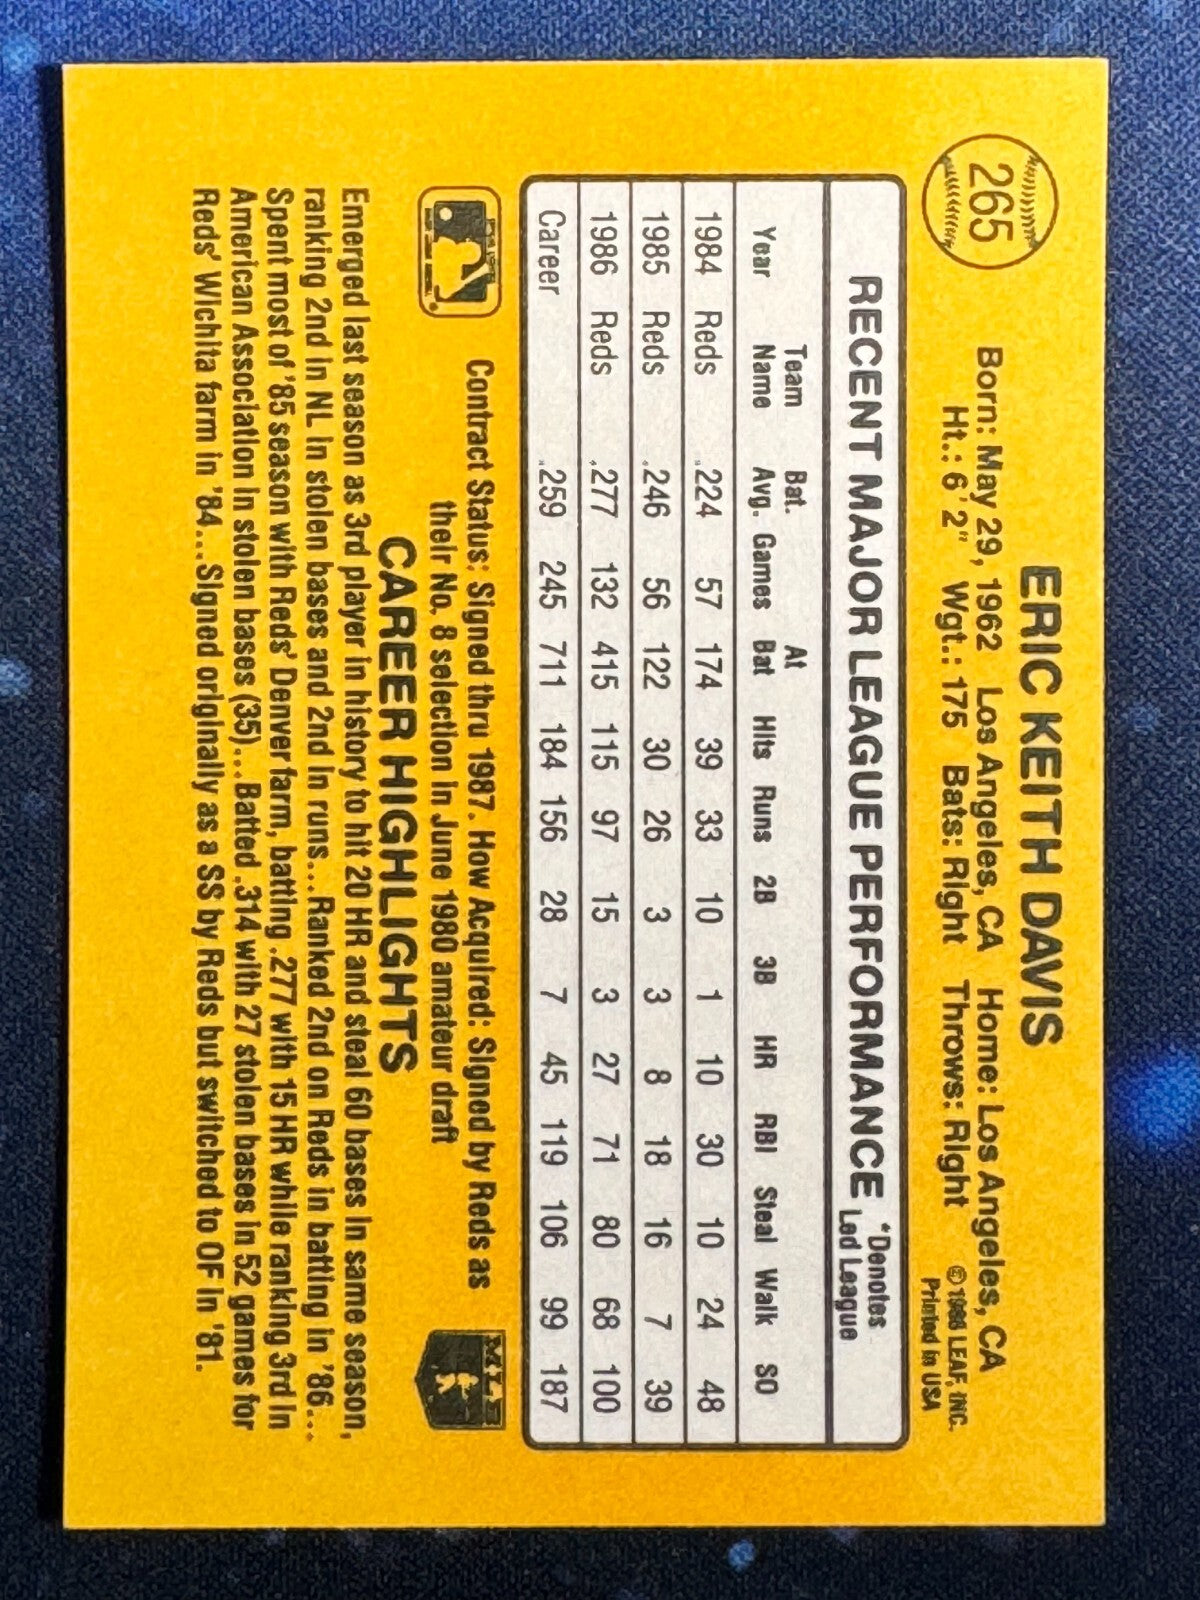 265
ERIC KEITH DAVIS
Born: May 29, 1962 Los Angeles, CA Home: Los Angeles, CA
Ht.: 6' 2" Wgt.: 175 Bats: Right Throws: Right
© 1986 LEAF, INC.
Printed in USA
RECENT MAJOR LEAGUE PERFORMANCE *Denotes Led League
Year Team Name Bat. Avg. Games At Bat Hits Runs 2B 3B HR RBI Steal Walk SO
1984 Reds .224 57 174 39 33 10 1 10 30 10 24 48
1985 Reds .246 56 122 30 26 3 3 8 18 16 7 39
1986 Reds .277 132 415 115 97 15 3 27 71 80 68 100
Career .259 245 711 184 156 28 7 45 119 106 99 187
Contract Status: Signed thru 1987. How Acquired: Signed by Reds as
their No. 8 selection in June 1980 amateur draft
MLB
CAREER HIGHLIGHTS
Emerged last season as 3rd player in history to hit 20 HR and steal 60 bases in same season,
ranking 2nd in NL in stolen bases and 2nd in runs...Ranked 2nd on Reds in batting in '86...
Spent most of '85 season with Reds' Denver farm, batting .277 with 15 HR while ranking 3rd in
American Association in stolen bases (35)...Batted .314 with 27 stolen bases in 52 games for
Reds' Wichita farm in '84...Signed originally as a SS by Reds but switched to OF in '81.